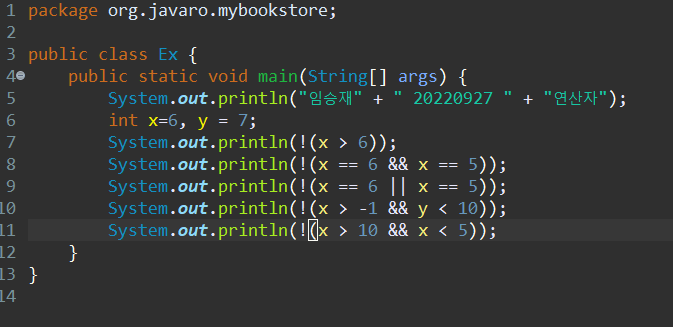 1 package org.javaro.mybookstore;
2
3 public class Ex {
4 public static void main(String[] args) {
5 System.out.println("임승재" + " 20220927 " + "연산자");
6 int x=6, y = 7;
7 System.out.println(!(x > 6));
8 System.out.println(!(x == 6 && x == 5));
9 System.out.println(!(x == 6 || x == 5));
10 System.out.println(!(x > -1 && y < 10));
11 System.out.println(!(x > 10 && x < 5));
12 }
13 }
14